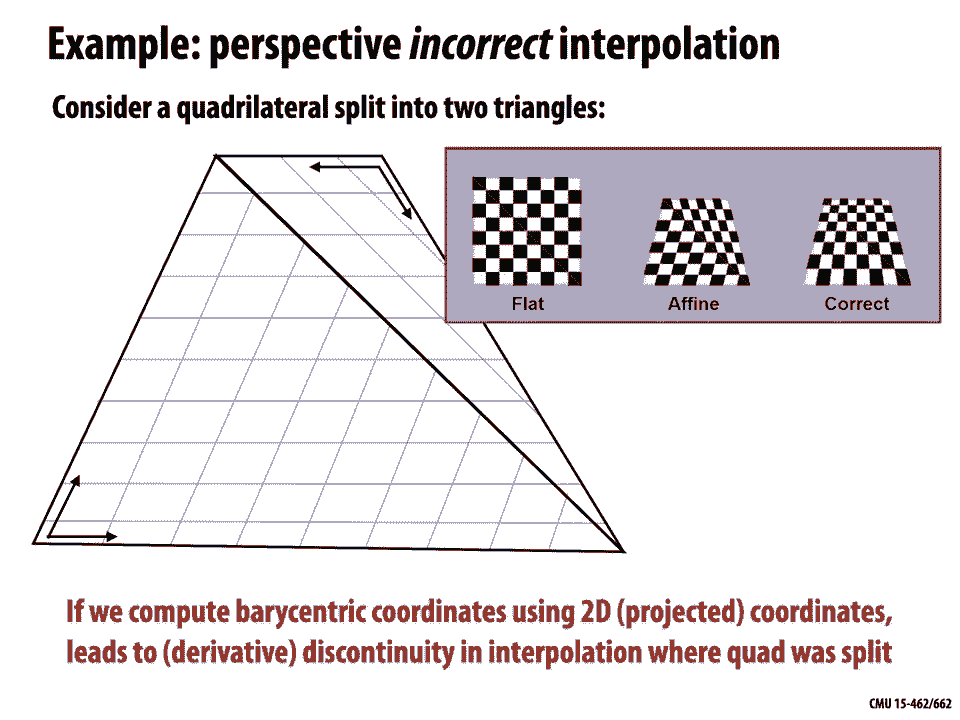 Example: perspective incorrect interpolation
Consider a quadrilateral split into two triangles:
Flat
Affine
Correct
If we compute barycentric coordinates using 2D (projected) coordinates,
leads to (derivative) discontinuity in interpolation where quad was split
CMU 15-462/662